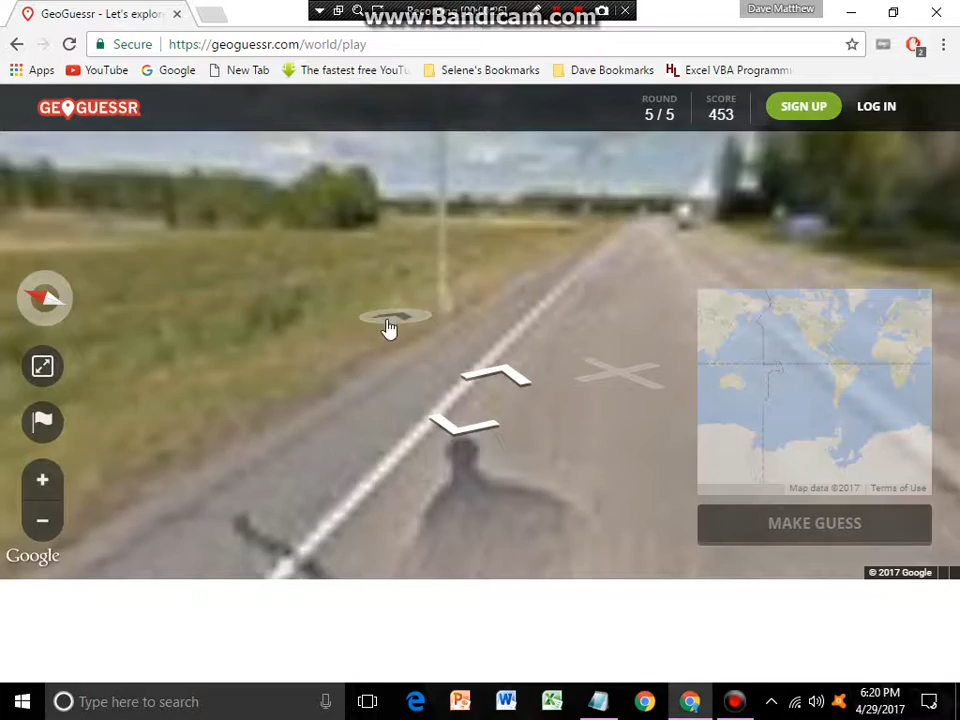 GeoGuessr - Let's explor
www.Bandicam.com
Dave Matthew
Secure
https://geoguessr.com/world/play
2
Apps
YouTube
Google
New Tab
The fastest free YouTu
Selene's Bookmarks
Dave Bookmarks
Excel VBA Programm
GEOGUESSR
ROUND
5 / 5
SCORE
453
SIGN UP
LOG IN
+
−
Google
Map data ©2017
Terms of Use
MAKE GUESS
© 2017 Google
Type here to search
6:20 PM
4/29/2017